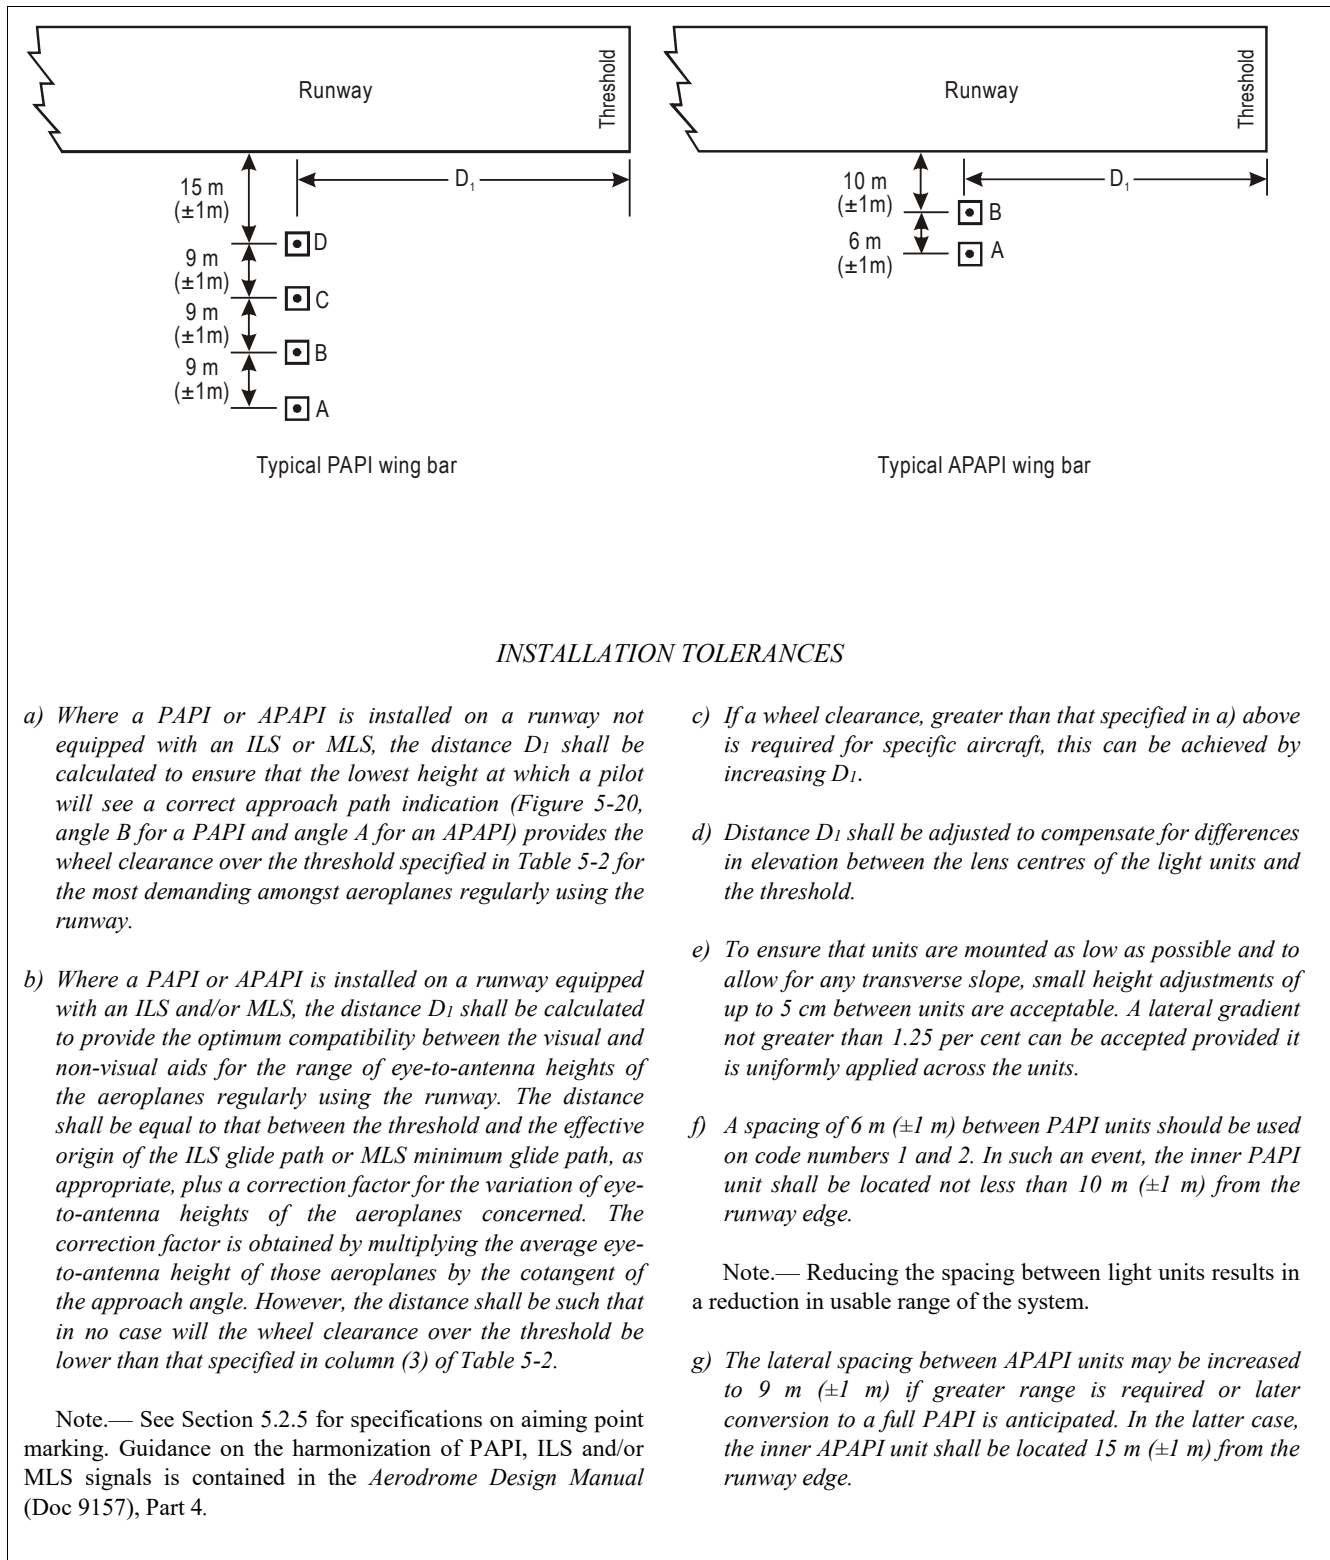 Runway
Threshold
15 m
(±1m)
D1
D
9 m
(±1m)
C
9 m
(±1m)
B
9 m
(±1m)
A
Typical PAPI wing bar
Runway
Threshold
10 m
(±1m)
D1
B
6 m
(±1m)
A
Typical APAPI wing bar
INSTALLATION TOLERANCES
a) Where a PAPI or APAPI is installed on a runway not
equipped with an ILS or MLS, the distance D1 shall be
calculated to ensure that the lowest height at which a pilot
will see a correct approach path indication (Figure 5-20,
angle B for a PAPI and angle A for an APAPI) provides the
wheel clearance over the threshold specified in Table 5-2 for
the most demanding amongst aeroplanes regularly using the
runway.
b) Where a PAPI or APAPI is installed on a runway equipped
with an ILS and/or MLS, the distance D1 shall be calculated
to provide the optimum compatibility between the visual and
non-visual aids for the range of eye-to-antenna heights of
the aeroplanes regularly using the runway. The distance
shall be equal to that between the threshold and the effective
origin of the ILS glide path or MLS minimum glide path, as
appropriate, plus a correction factor for the variation of eye-
to-antenna heights of the aeroplanes concerned. The
correction factor is obtained by multiplying the average eye-
to-antenna height of those aeroplanes by the cotangent of
the approach angle. However, the distance shall be such that
in no case will the wheel clearance over the threshold be
lower than that specified in column (3) of Table 5-2.
Note.— See Section 5.2.5 for specifications on aiming point
marking. Guidance on the harmonization of PAPI, ILS and/or
MLS signals is contained in the Aerodrome Design Manual
(Doc 9157), Part 4.
c) If a wheel clearance, greater than that specified in a) above
is required for specific aircraft, this can be achieved by
increasing D1.
d) Distance D1 shall be adjusted to compensate for differences
in elevation between the lens centres of the light units and
the threshold.
e) To ensure that units are mounted as low as possible and to
allow for any transverse slope, small height adjustments of
up to 5 cm between units are acceptable. A lateral gradient
not greater than 1.25 per cent can be accepted provided it
is uniformly applied across the units.
f) A spacing of 6 m (±1 m) between PAPI units should be used
on code numbers 1 and 2. In such an event, the inner PAPI
unit shall be located not less than 10 m (±1 m) from the
runway edge.
Note.— Reducing the spacing between light units results in
a reduction in usable range of the system.
g) The lateral spacing between APAPI units may be increased
to 9 m (±1 m) if greater range is required or later
conversion to a full PAPI is anticipated. In the latter case,
the inner APAPI unit shall be located 15 m (±1 m) from the
runway edge.